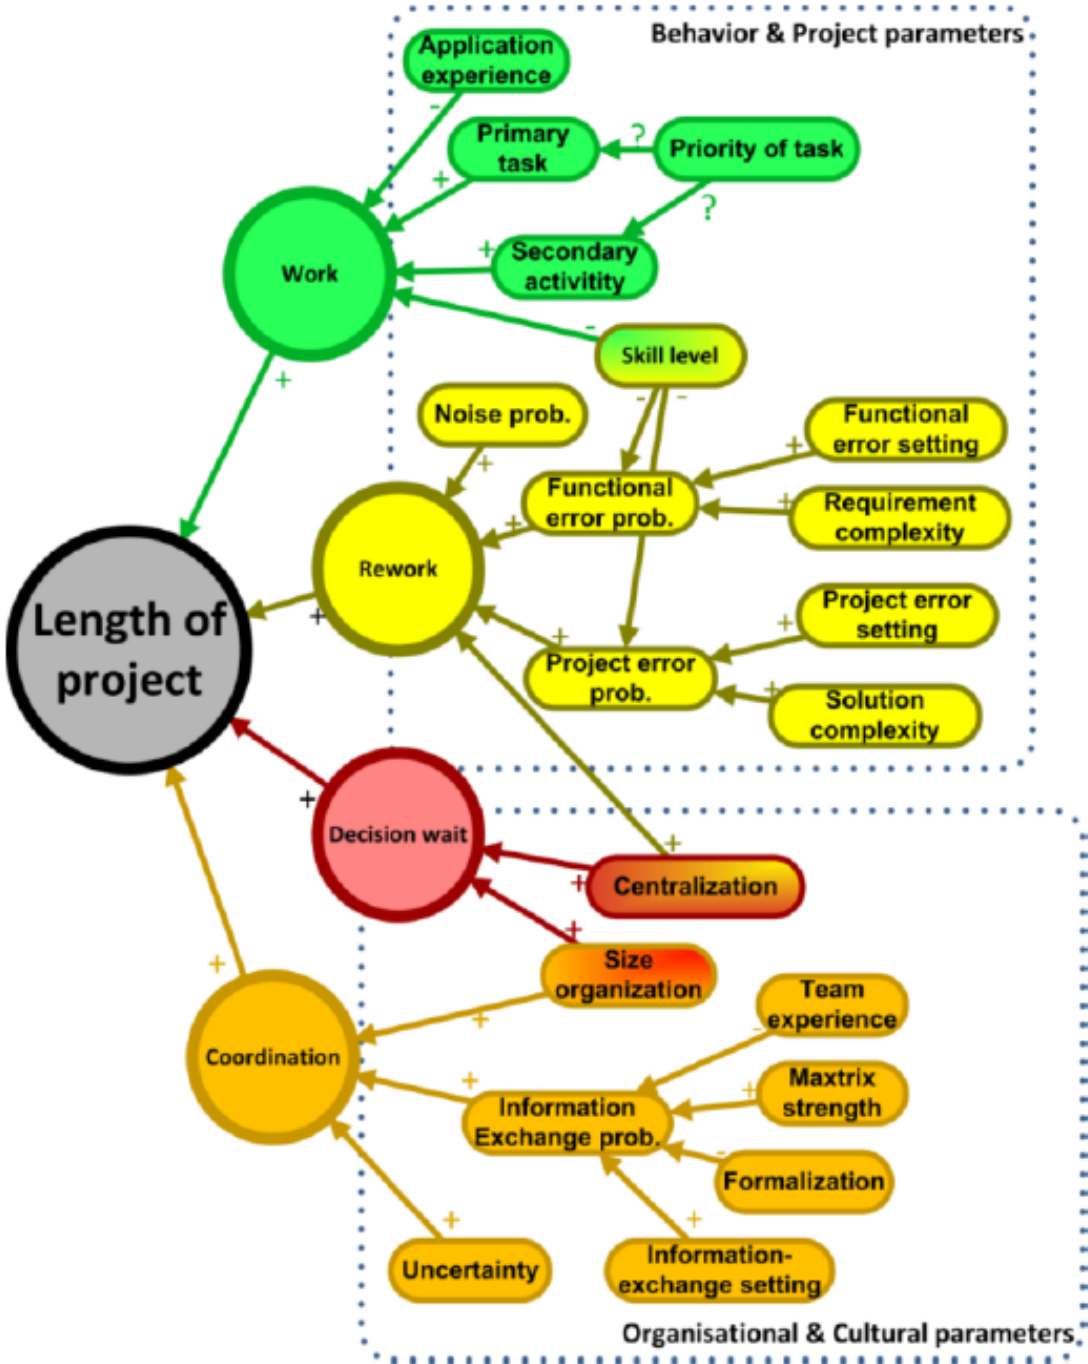 Behavior & Project parameters
Application
experience
-
Primary
task
?
Priority of task
+
?
Secondary
activitity
+
Work
-
Skill level
+
Noise prob.
-
-
Functional
error setting
+
+
Functional
error prob.
+
Requirement
complexity
+
Rework
Project error
setting
+
Length of
project
+
+
Project error
prob.
+
Solution
complexity
+
Decision wait
+
Centralization
+
+
Size
organization
+
Team
experience
-
+
Coordination
+
Maxtrix
strength
+
Information
Exchange prob.
-
Formalization
+
+
Uncertainty
Information-
exchange setting
Organisational & Cultural parameters